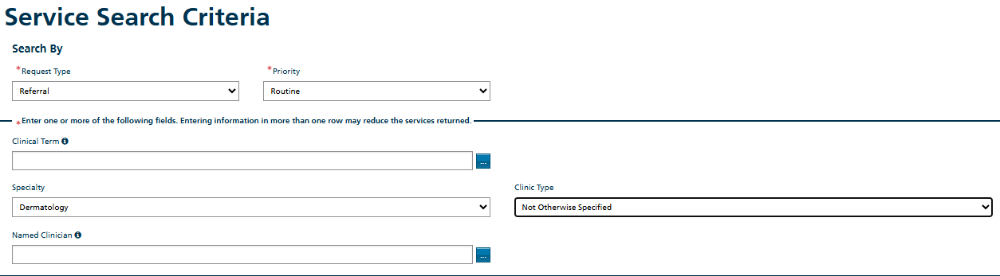 Service Search Criteria
Search By
*Request Type *Priority
Referral Routine
*Enter one or more of the following fields. Entering information in more than one row may reduce the services returned.
Clinical Term
...
Specialty Clinic Type
Dermatology Not Otherwise Specified
Named Clinician
...